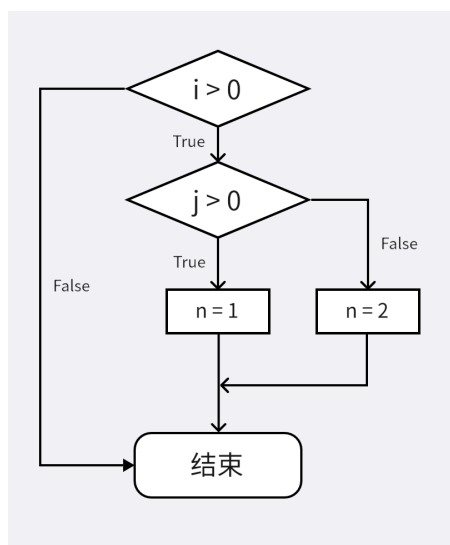 i > 0
True
j > 0
False
True
False
n = 1
n = 2
结束